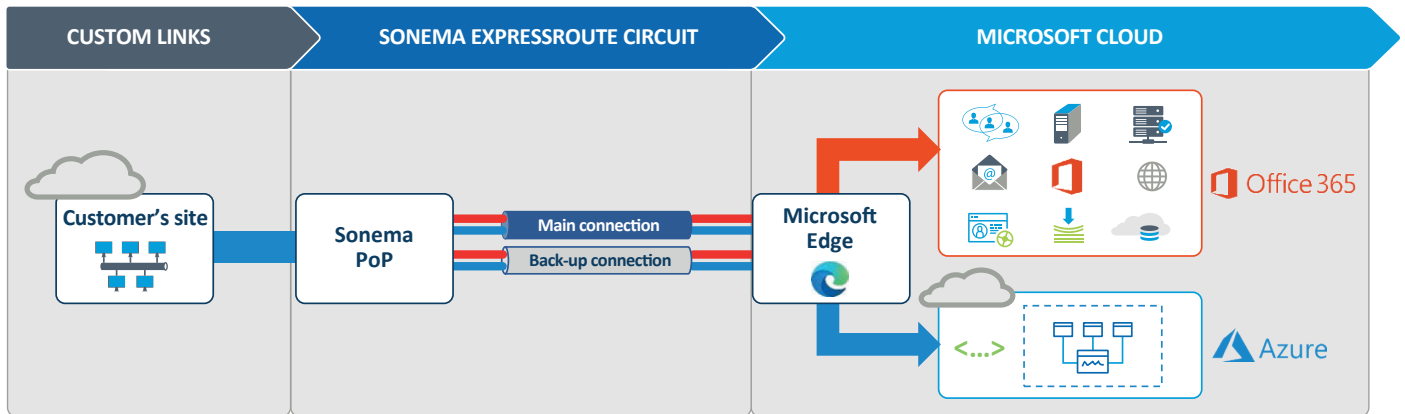 CUSTOM LINKS
SONEMA EXPRESSROUTE CIRCUIT
MICROSOFT CLOUD
Customer's site
Sonema
PoP
Main connection
Back-up connection
Microsoft
Edge
@
Office 365
<...>
Azure